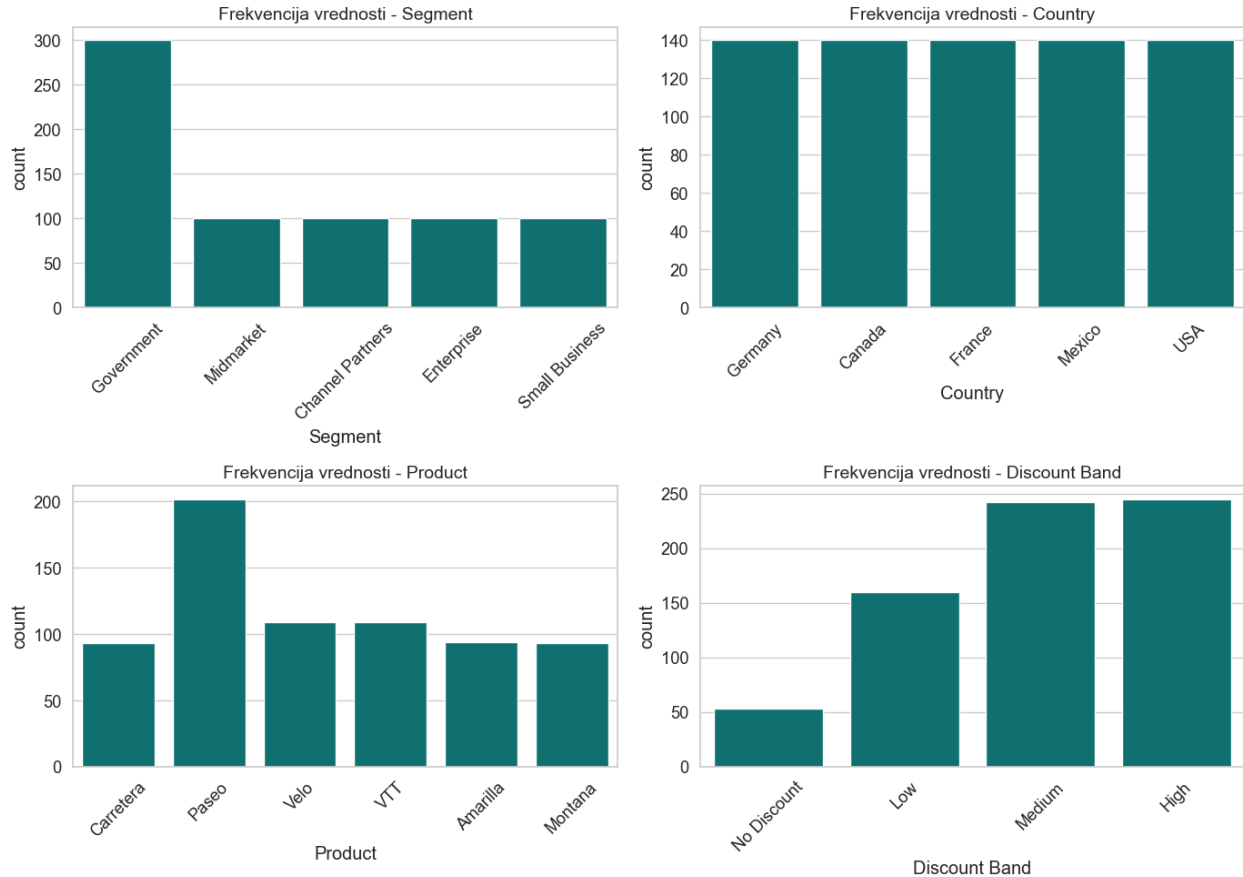 Frekvencija vrednosti - Segment
count
300
250
200
150
100
50
0
Government
Midmarket
Channel Partners
Enterprise
Small Business
Segment
Frekvencija vrednosti - Country
count
140
120
100
80
60
40
20
0
Germany
Canada
France
Mexico
USA
Country
Frekvencija vrednosti - Product
count
200
150
100
50
0
Carretera
Paseo
Velo
VTT
Amarilla
Montana
Product
Frekvencija vrednosti - Discount Band
count
250
200
150
100
50
0
No Discount
Low
Medium
High
Discount Band